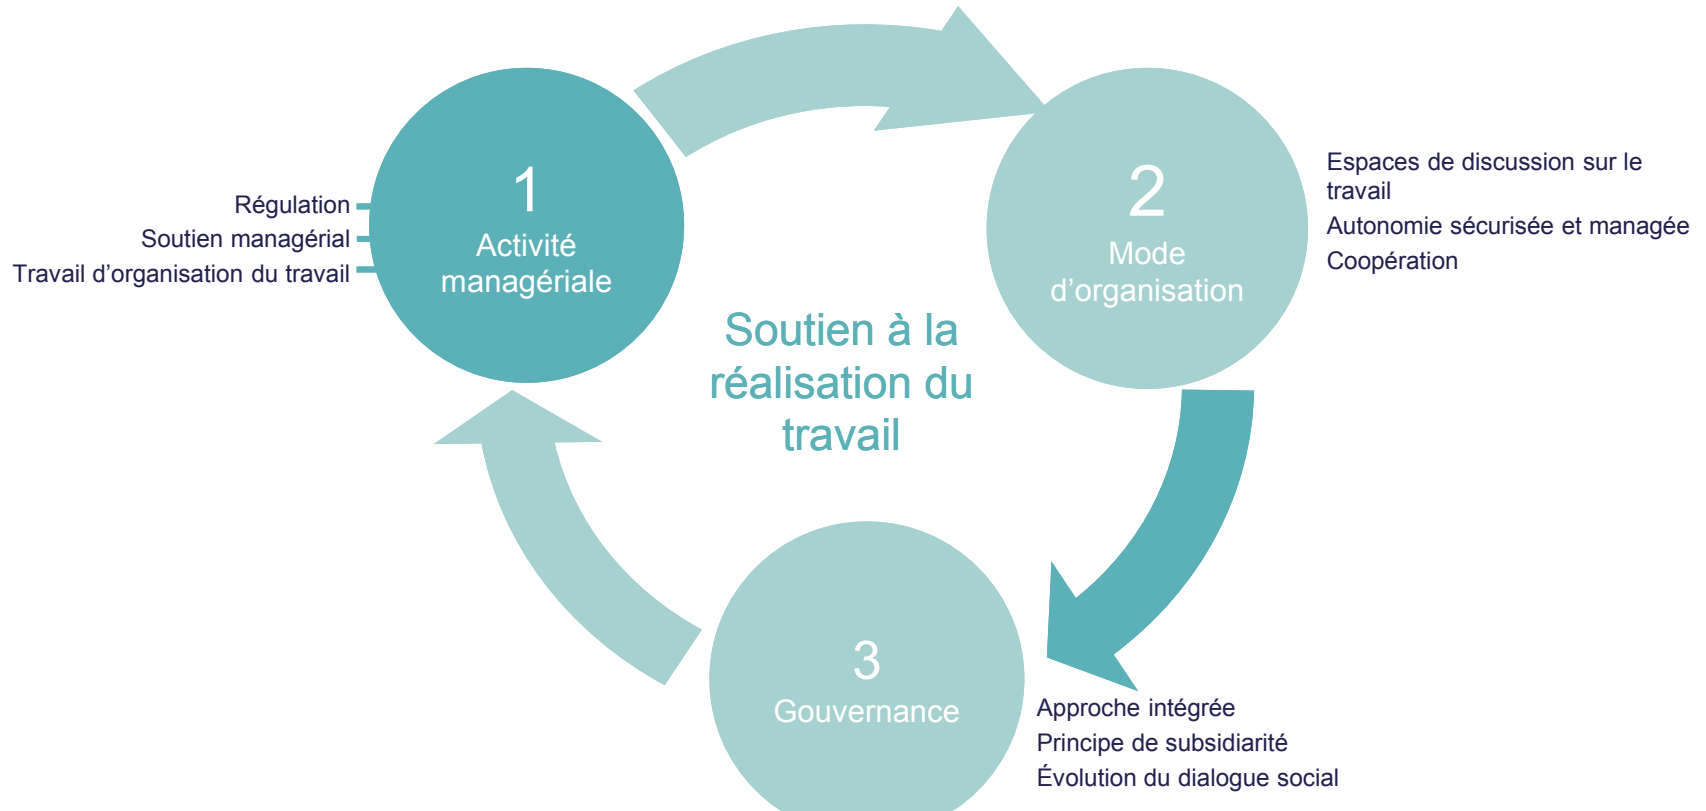 Régulation
Soutien managérial
Travail d’organisation du travail
1
Activité
managériale
2
Mode
d’organisation
Espaces de discussion sur le
travail
Autonomie sécurisée et managée
Coopération
Soutien à la
réalisation du
travail
3
Gouvernance
Approche intégrée
Principe de subsidiarité
Évolution du dialogue social